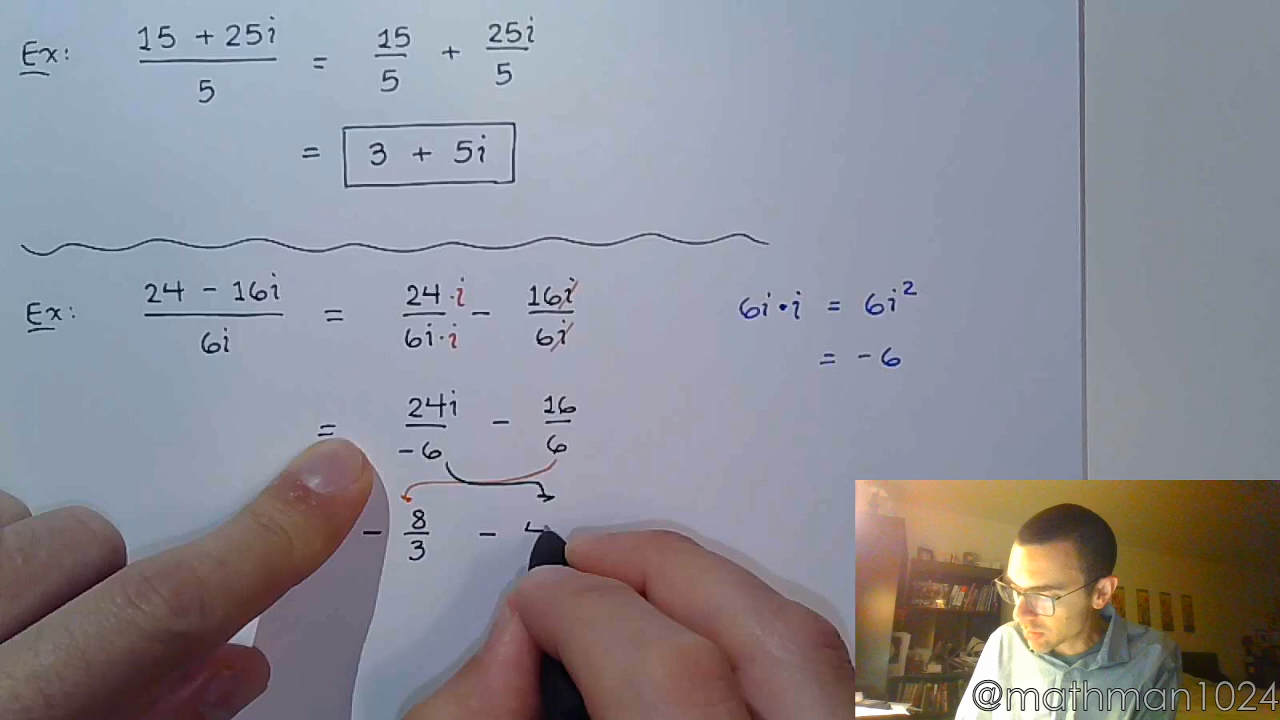 Ex: 15 + 25i / 5 = 15/5 + 25i/5
= 3 + 5i
Ex: 24 - 16i / 6i = 24·i / 6i·i - 16i / 6i
6i·i = 6i²
= -6
= 24i / -6 - 16/6
- 8/3 - 4
@mathman1024